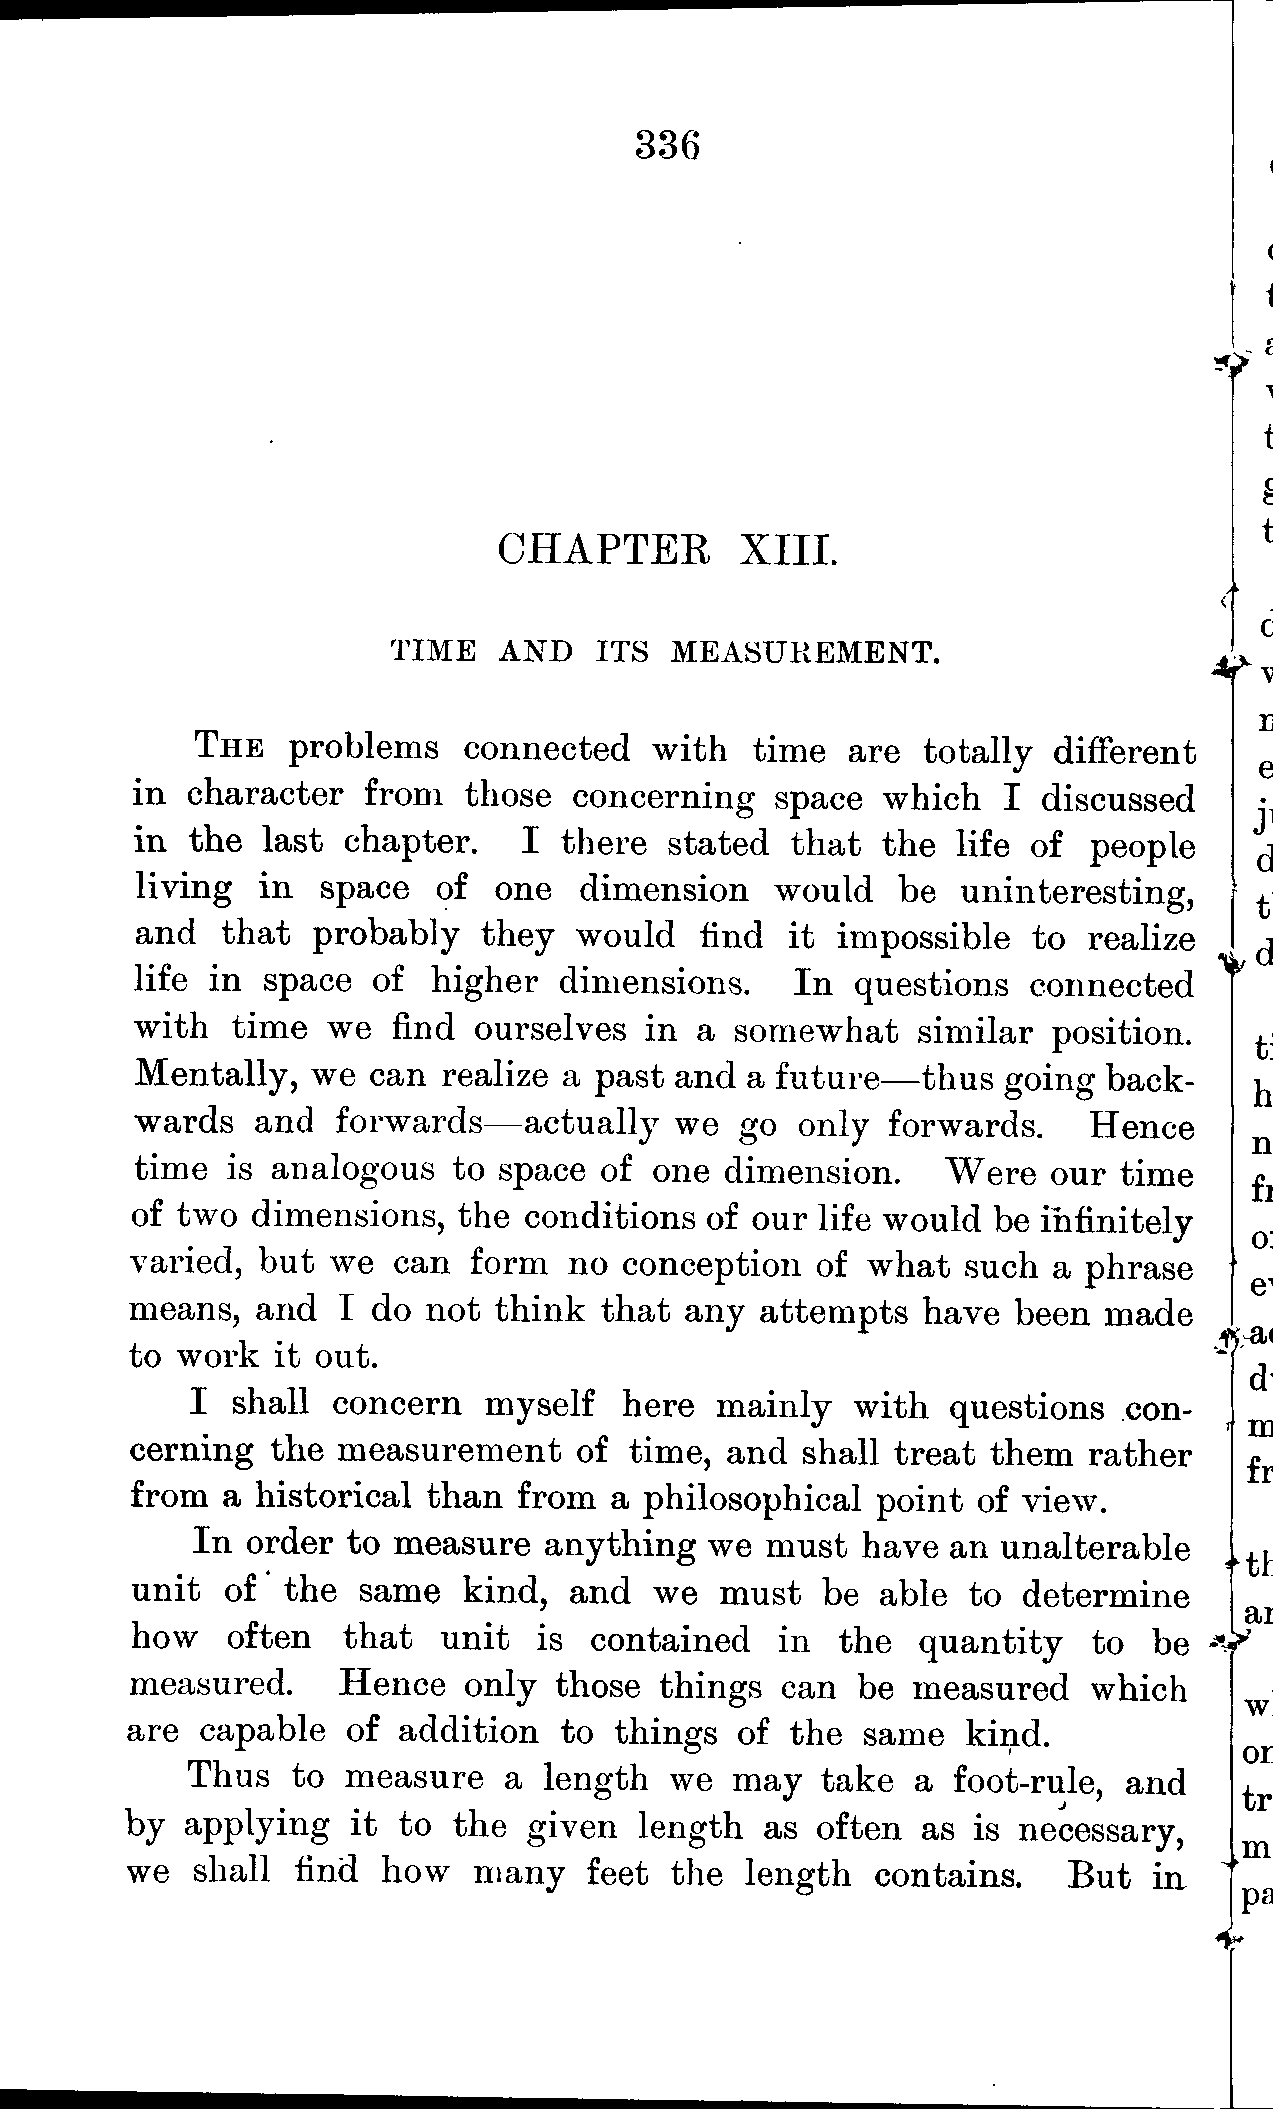 336
CHAPTER XIII.
TIME AND ITS MEASUREMENT.
THE problems connected with time are totally different
in character from those concerning space which I discussed
in the last chapter. I there stated that the life of people
living in space of one dimension would be uninteresting,
and that probably they would find it impossible to realize
life in space of higher dimensions. In questions connected
with time we find ourselves in a somewhat similar position.
Mentally, we can realize a past and a future—thus going back-
wards and forwards—actually we go only forwards. Hence
time is analogous to space of one dimension. Were our time
of two dimensions, the conditions of our life would be infinitely
varied, but we can form no conception of what such a phrase
means, and I do not think that any attempts have been made
to work it out.
I shall concern myself here mainly with questions con-
cerning the measurement of time, and shall treat them rather
from a historical than from a philosophical point of view.
In order to measure anything we must have an unalterable
unit of the same kind, and we must be able to determine
how often that unit is contained in the quantity to be
measured. Hence only those things can be measured which
are capable of addition to things of the same kind.
Thus to measure a length we may take a foot-rule, and
by applying it to the given length as often as is necessary,
we shall find how many feet the length contains. But in